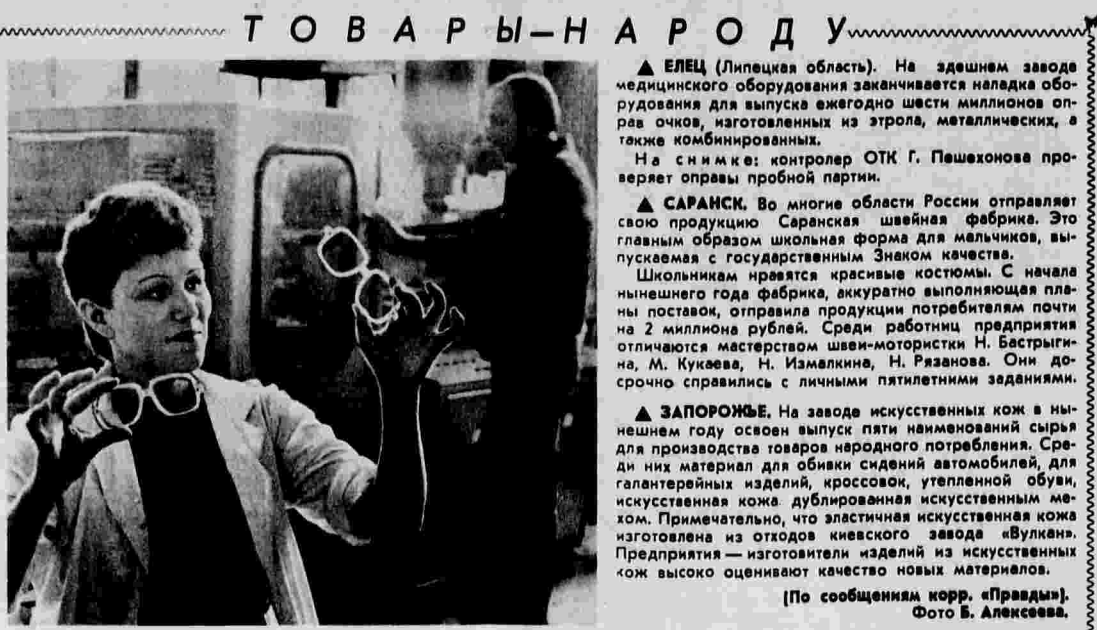 ТОВАРЫ—НАРОДУ
▲ ЕЛЕЦ (Липецкая область). На здешнем заводе
медицинского оборудования заканчивается наладка обо-
рудования для выпуска ежегодно шести миллионов оп-
рав очков, изготовленных из этрола, металлических, а
также комбинированных.
На снимке: контролер ОТК Г. Пешехонова про-
веряет оправы пробной партии.
▲ САРАНСК. Во многие области России отправляет
свою продукцию Саранская швейная фабрика. Это
главным образом школьная форма для мальчиков, вы-
пускаемая с государственным Знаком качества.
Школьникам нравятся красивые костюмы. С начала
нынешнего года фабрика, аккуратно выполняющая пла-
ны поставок, отправила продукции потребителям почти
на 2 миллиона рублей. Среди работниц предприятия
отличаются мастерством швеи-мотористки Н. Бастрыги-
на, М. Кукаева, Н. Измалкина, Н. Рязанова. Они до-
срочно справились с личными пятилетними заданиями.
▲ ЗАПОРОЖЬЕ. На заводе искусственных кож в ны-
нешнем году освоен выпуск пяти наименований сырья
для производства товаров народного потребления. Сре-
ди них материал для обивки сидений автомобилей, для
галантерейных изделий, кроссовок, утепленной обуви,
искусственная кожа дублированная искусственным ме-
хом. Примечательно, что эластичная искусственная кожа
изготовлена из отходов киевского завода «Вулкан».
Предприятия — изготовители изделий из искусственных
кож высоко оценивают качество новых материалов.
(По сообщениям корр. «Правды»).
Фото Б. Алексеева.